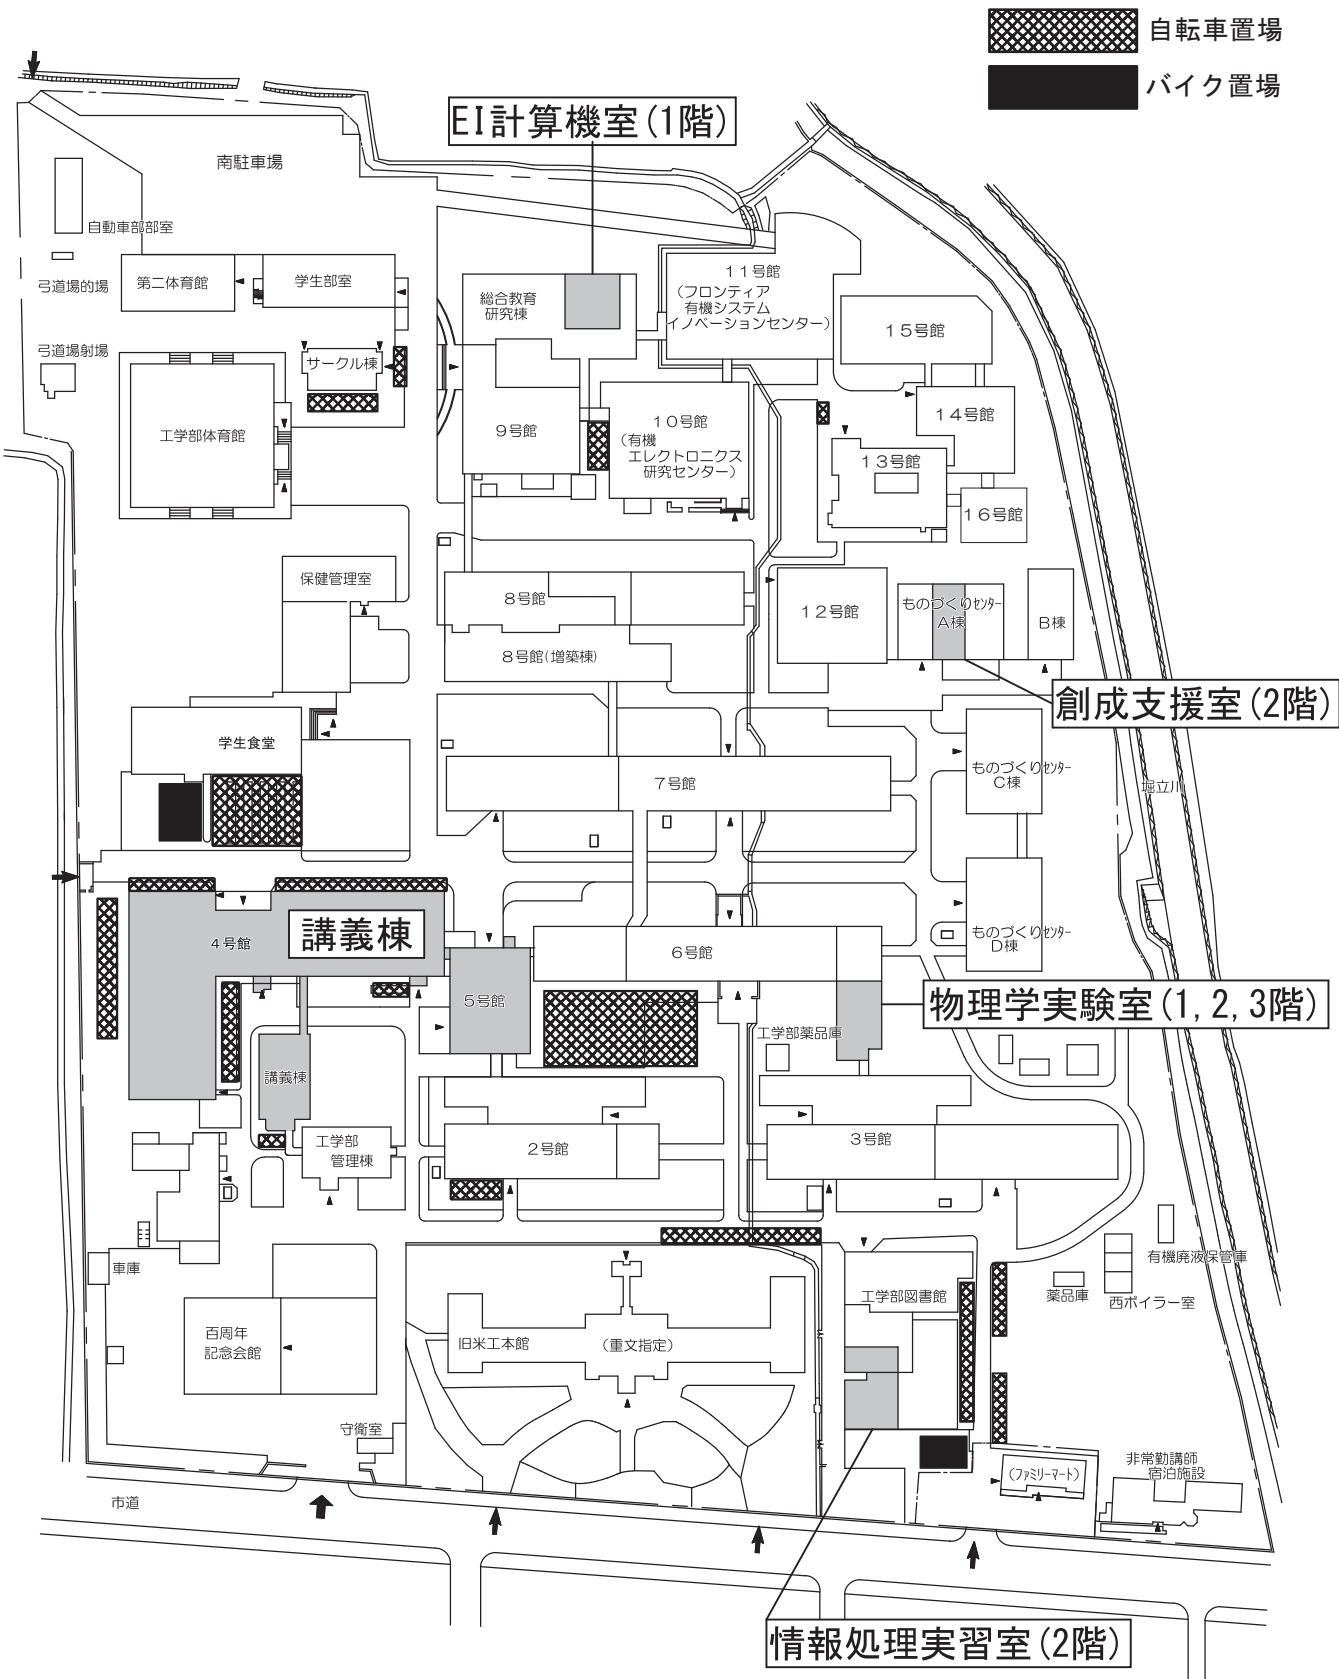 自転車置場
バイク置場
EI計算機室(1階)
南駐車場
自動車部部室
弓道場的場
第二体育館
学生部室
総合教育
研究棟
11号館
(フロンティア
有機システム
イノベーションセンター)
15号館
弓道場射場
サークル棟
工学部体育館
9号館
10号館
(有機
エレクトロニクス
研究センター)
14号館
13号館
16号館
保健管理室
8号館
12号館
ものづくりセンター
A棟
B棟
8号館(増築棟)
創成支援室(2階)
学生食堂
7号館
ものづくりセンター
C棟
堀立川
4号館
講義棟
6号館
ものづくりセンター
D棟
5号館
物理学実験室(1,2,3階)
工学部薬品庫
講義棟
工学部
管理棟
2号館
3号館
車庫
有機廃液保管庫
薬品庫
西ボイラー室
工学部図書館
百周年
記念会館
旧米工本館
(重文指定)
守衛室
(ファミリーマート)
非常勤講師
宿泊施設
市道
情報処理実習室(2階)